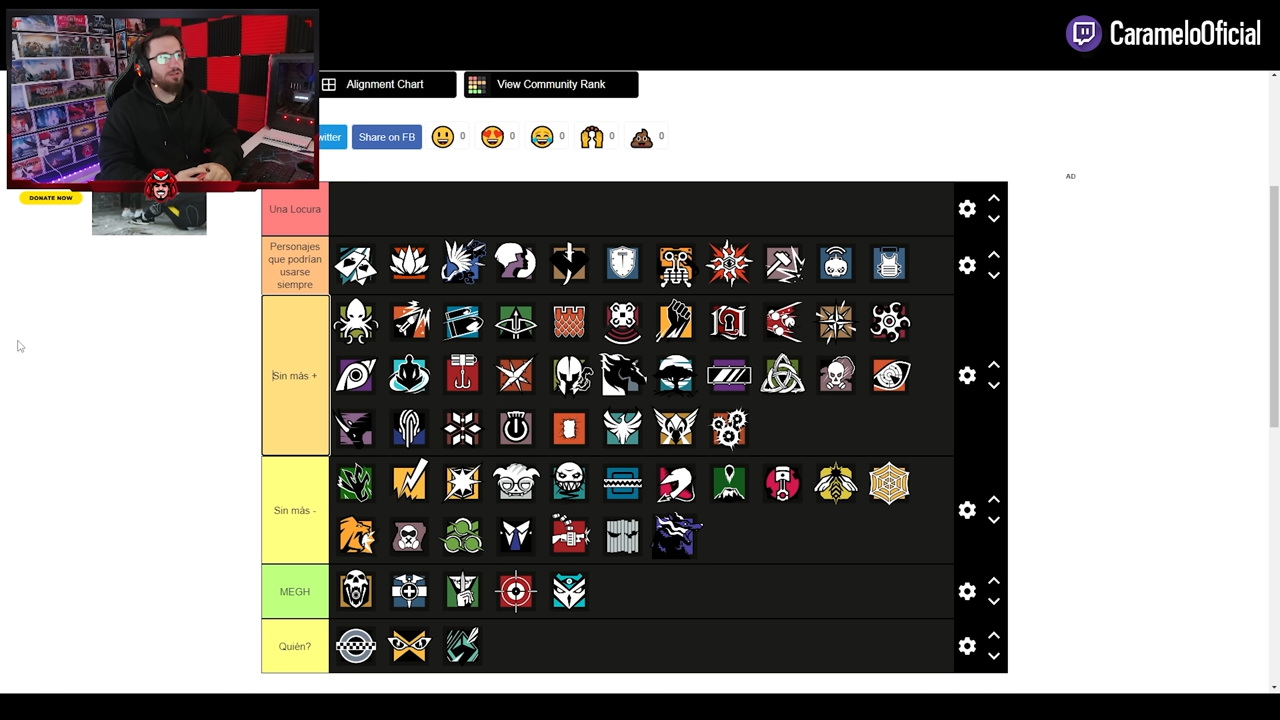 CarameloOficial
Alignment Chart
View Community Rank
witter
Share on FB
0
0
0
0
0
AD
DONATE NOW
Una Locura
Personajes
que podrían
usarse
siempre
Sin más +
Sin más -
MEGH
Quién?